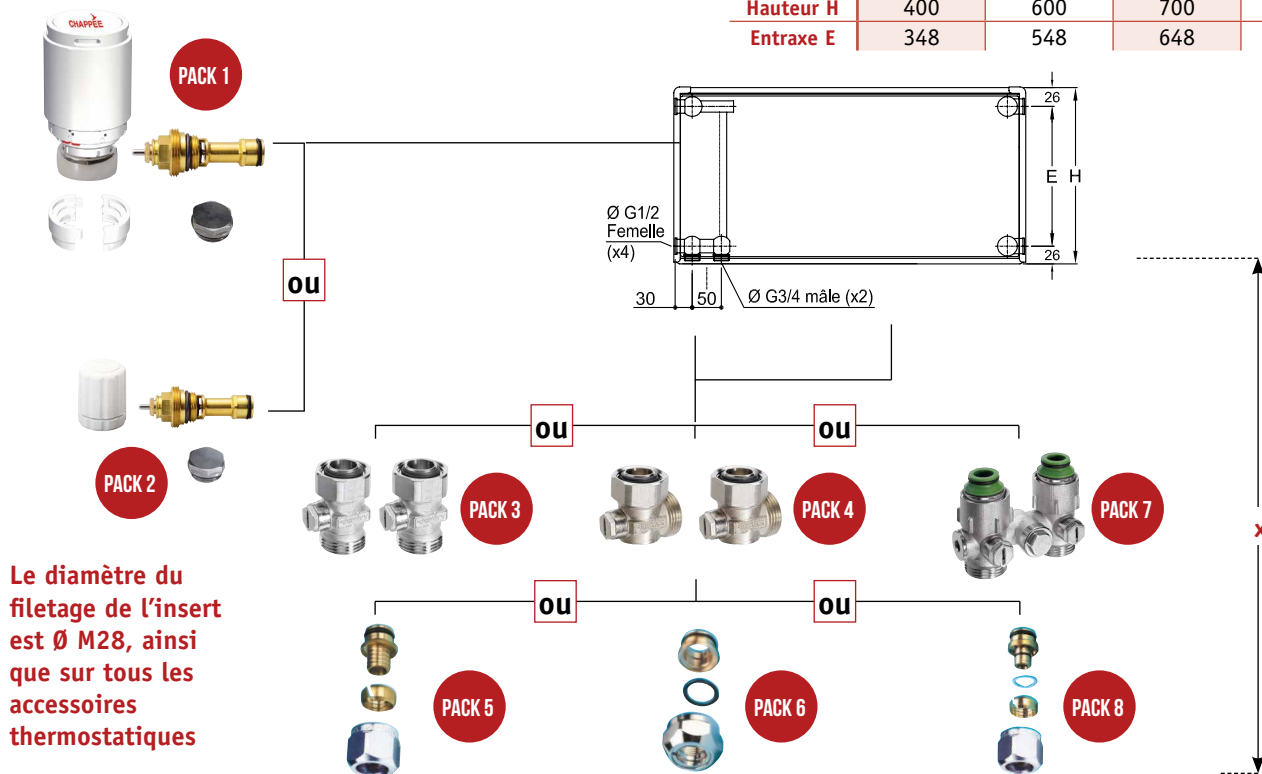 Hauteur H 400 600 700
Entraxe E 348 548 648
CHAPPÉE
PACK 1
26
E H
Ø G1/2
Femelle
(x4)
26
30 50 Ø G3/4 mâle (x2)
ou
PACK 2
ou ou
PACK 3 PACK 4 PACK 7
x
Le diamètre du
filetage de l’insert
est Ø M28, ainsi
que sur tous les
accessoires
thermostatiques
ou ou
PACK 5 PACK 6 PACK 8